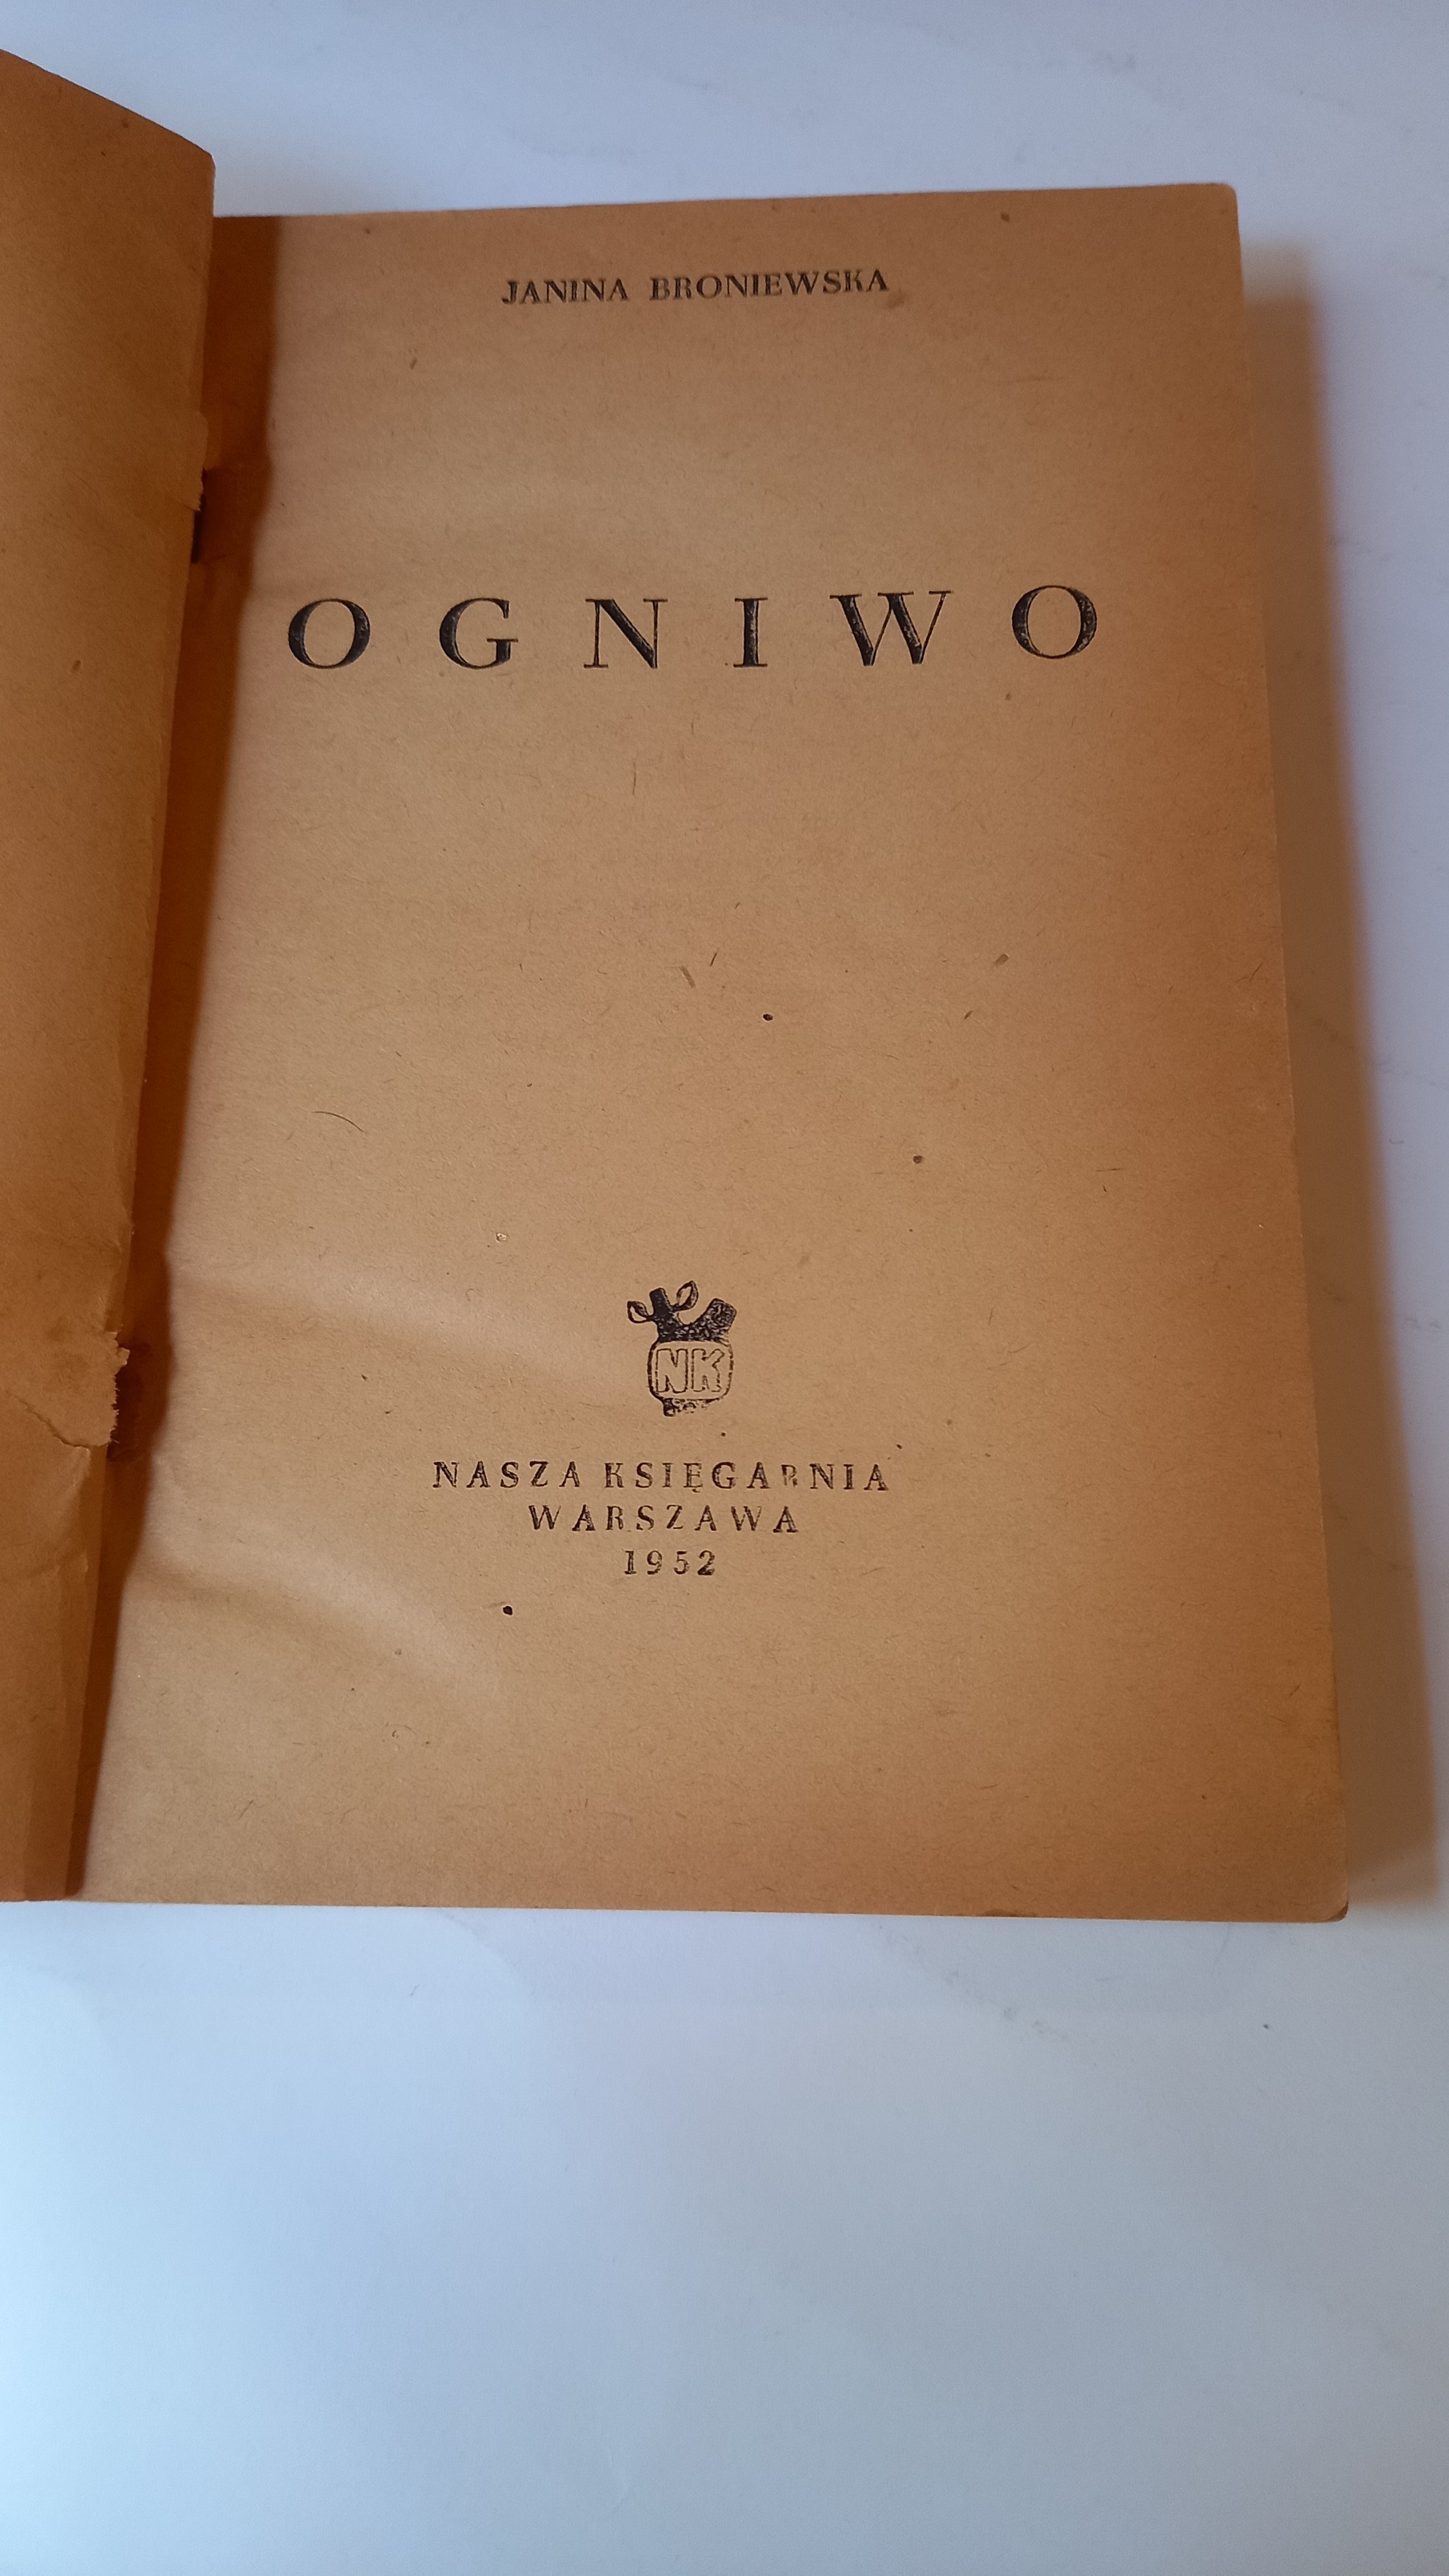 JANINA BRONIEWSKA
OGNIWO
NK
NASZA KSIĘGARNIA
WARSZAWA
1952